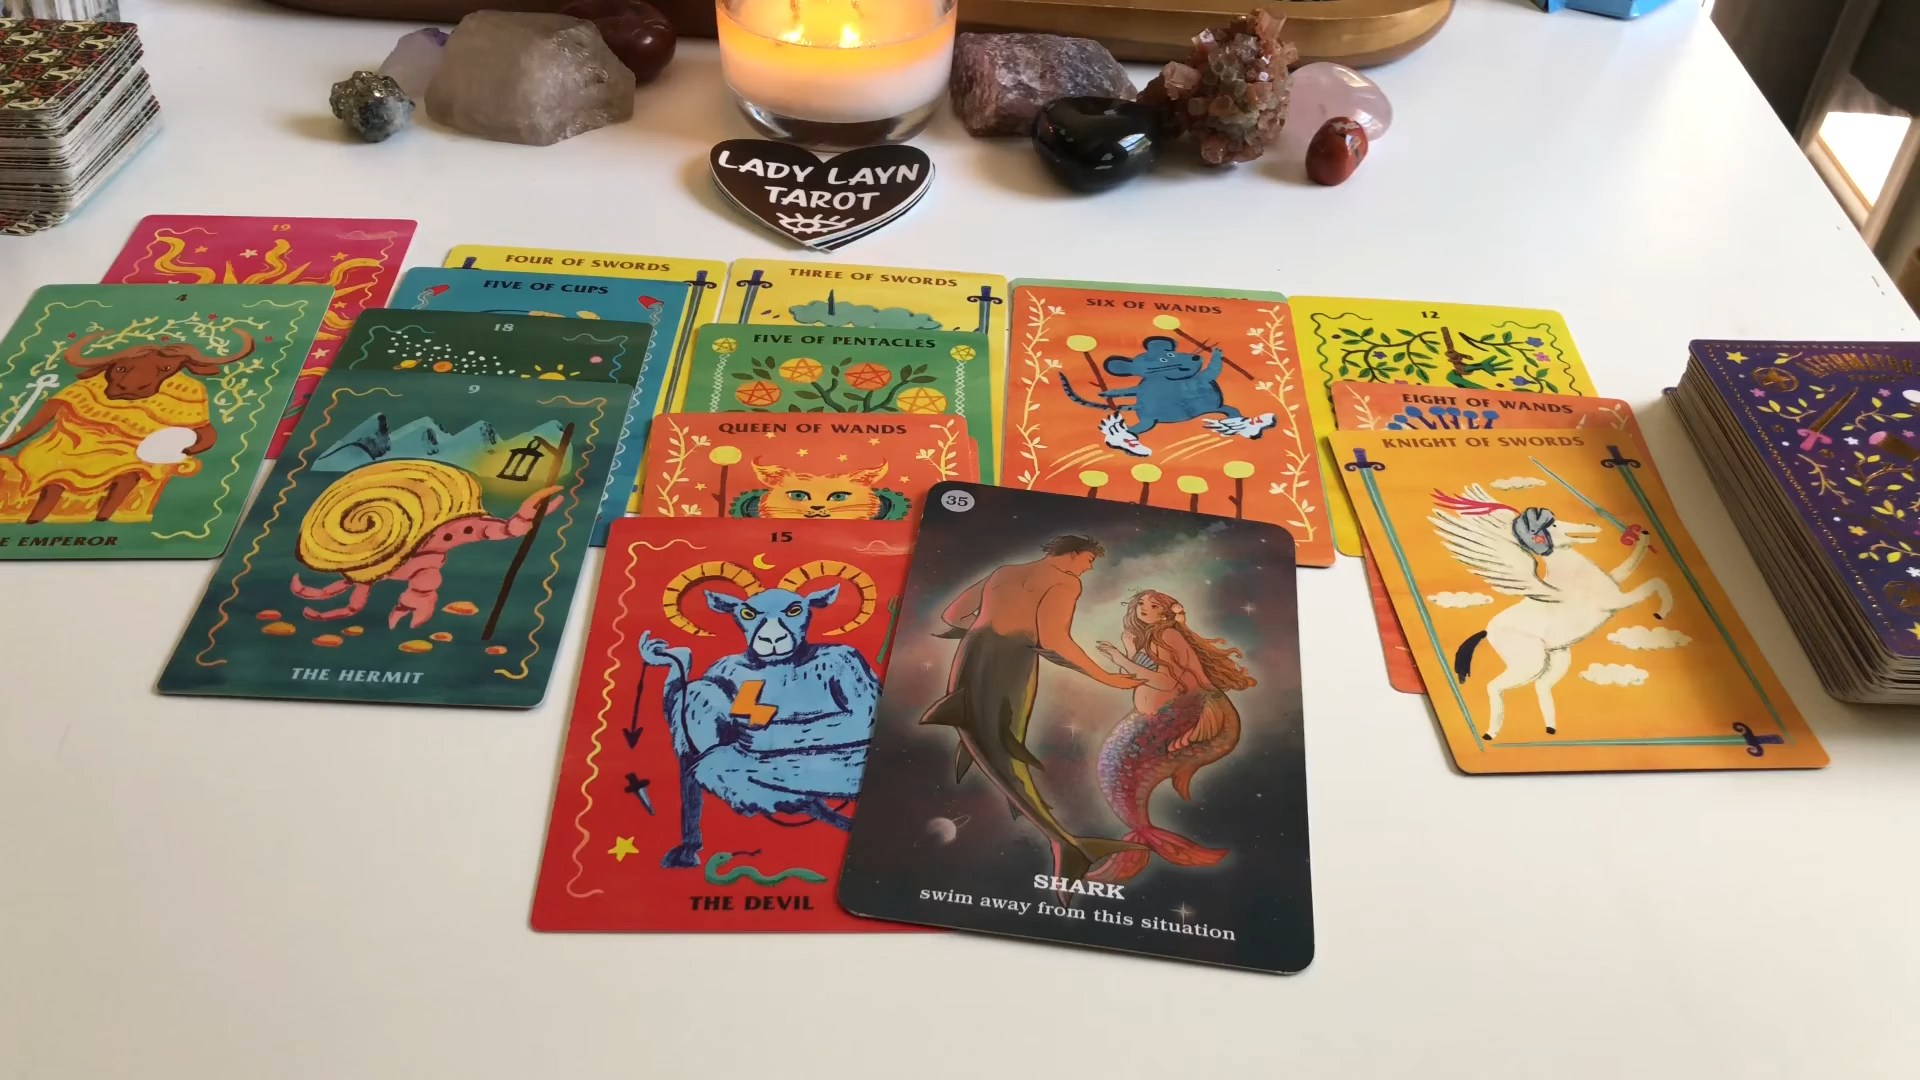 LADY LAYN
TAROT
19
4
E EMPEROR
FOUR OF SWORDS
FIVE OF CUPS
18
9
THE HERMIT
THREE OF SWORDS
FIVE OF PENTACLES
QUEEN OF WANDS
15
THE DEVIL
SIX OF WANDS
35
SHARK
swim away from this situation
12
EIGHT OF WANDS
KNIGHT OF SWORDS